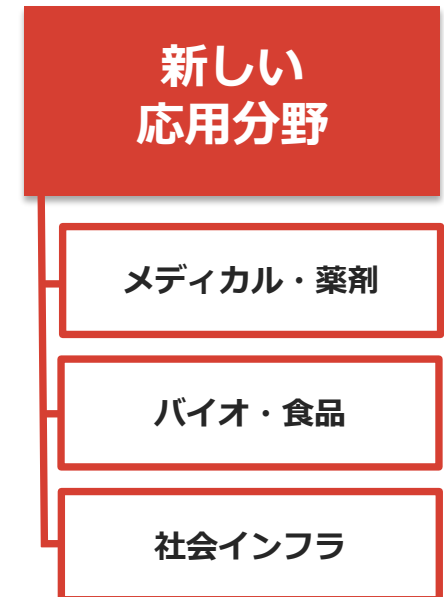 新しい
応用分野
メディカル・薬剤
バイオ・食品
社会インフラ